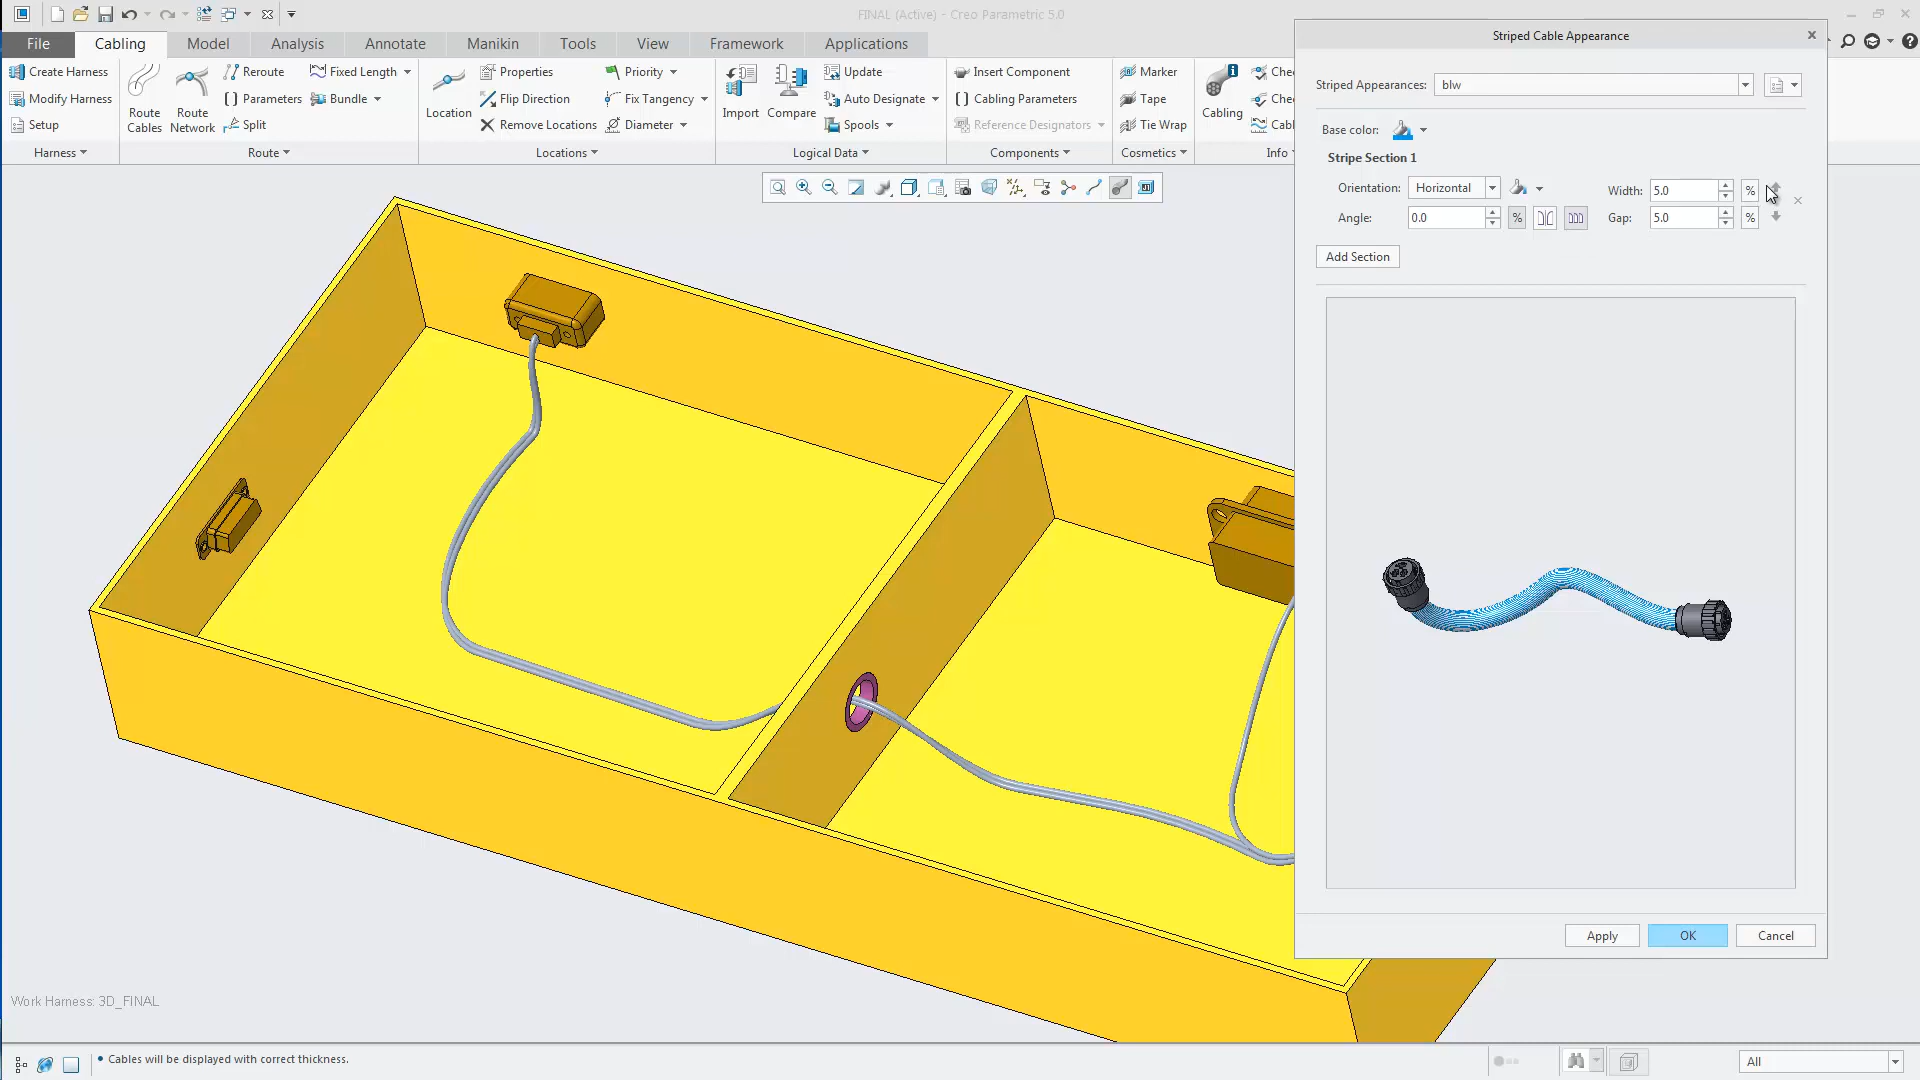 FINAL (Active) - Creo Parametric 5.0
File Cabling Model Analysis Annotate Manikin Tools View Framework Applications
Create Harness
Modify Harness
Setup
Harness
Route Cables
Route Network
Reroute
Parameters
Split
Fixed Length
Bundle
Route
Location
Properties
Flip Direction
Remove Locations
Priority
Fix Tangency
Diameter
Locations
Import
Compare
Update
Auto Designate
Spools
Logical Data
Insert Component
Cabling Parameters
Reference Designators
Components
Marker
Tape
Tie Wrap
Cosmetics
Cabling
Info
Striped Cable Appearance
Striped Appearances: blw
Base color:
Stripe Section 1
Orientation: Horizontal Width: 5.0 %
Angle: 0.0 % Gap: 5.0 %
Add Section
Apply OK Cancel
Work Harness: 3D_FINAL
• Cables will be displayed with correct thickness.
All